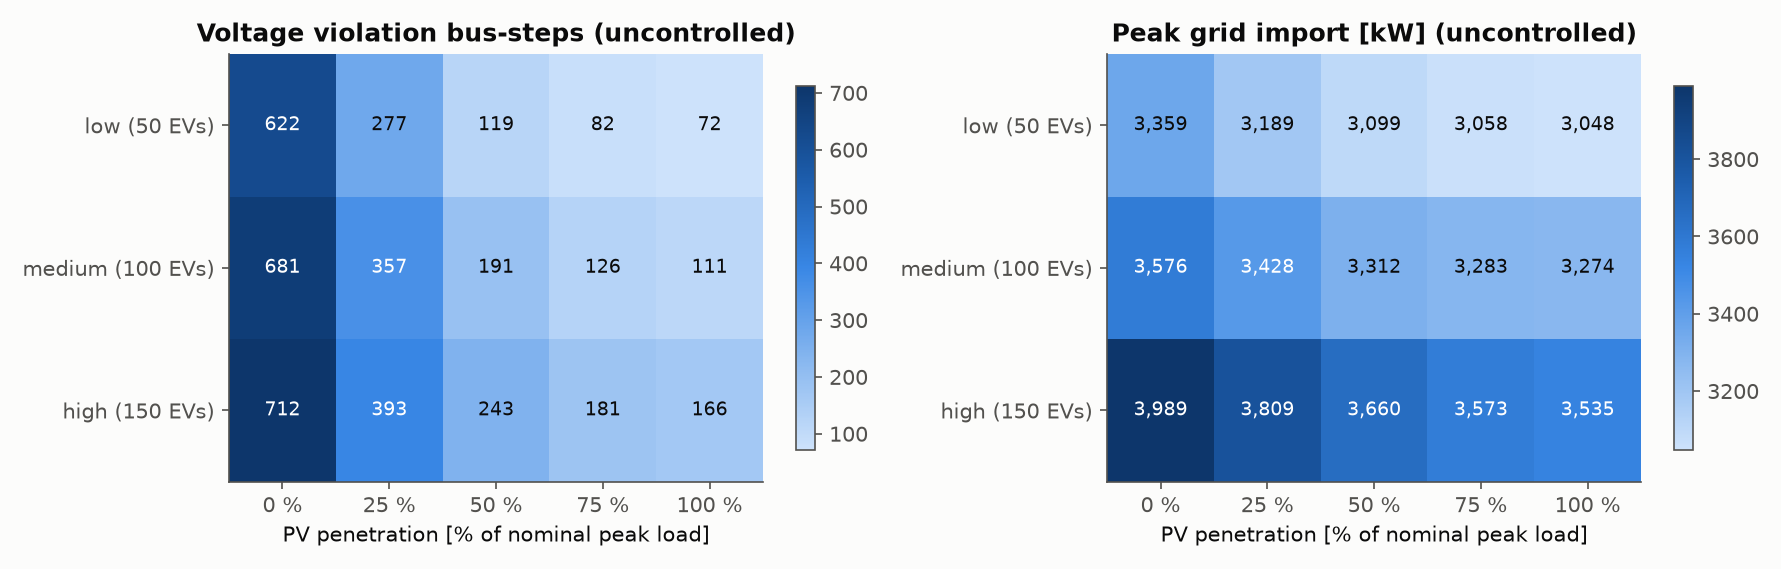 Voltage violation bus-steps (uncontrolled)
low (50 EVs) 622 277 119 82 72
medium (100 EVs) 681 357 191 126 111
high (150 EVs) 712 393 243 181 166
0 % 25 % 50 % 75 % 100 %
PV penetration [% of nominal peak load]
700
600
500
400
300
200
100
Peak grid import [kW] (uncontrolled)
low (50 EVs) 3,359 3,189 3,099 3,058 3,048
medium (100 EVs) 3,576 3,428 3,312 3,283 3,274
high (150 EVs) 3,989 3,809 3,660 3,573 3,535
0 % 25 % 50 % 75 % 100 %
PV penetration [% of nominal peak load]
3800
3600
3400
3200